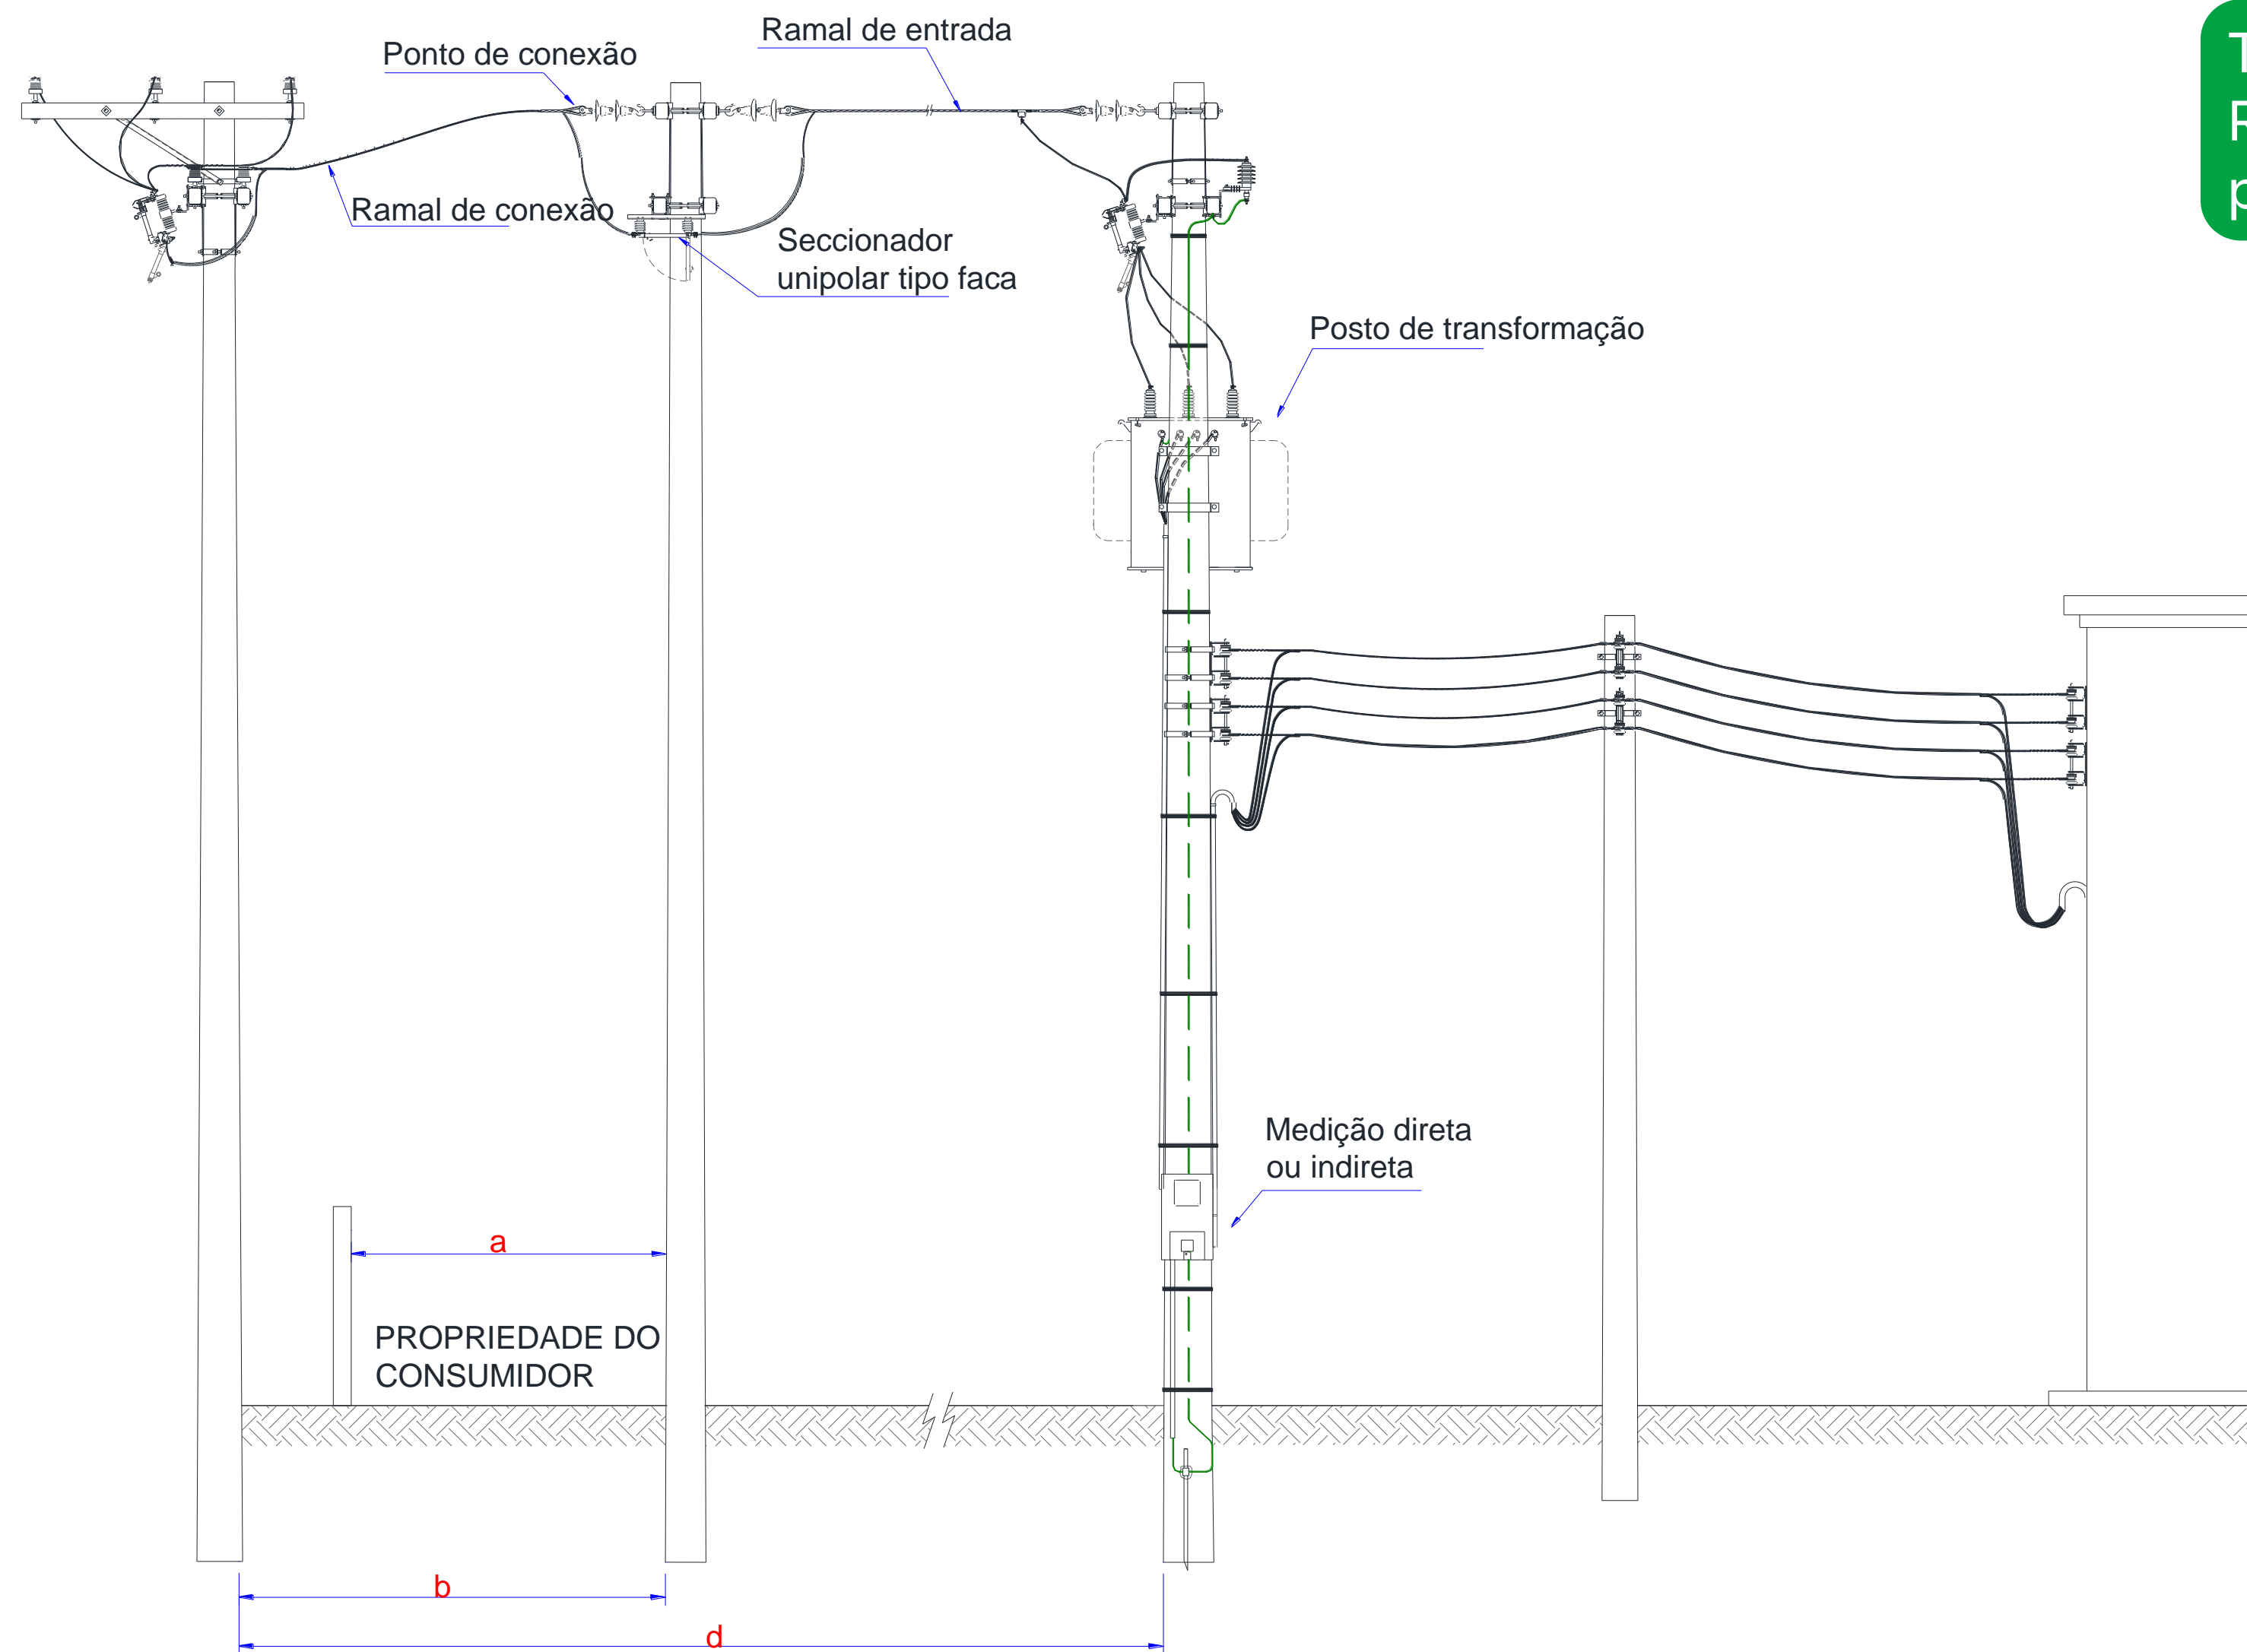 Ramal de entrada
Ponto de conexão
Ramal de conexão
Seccionador
unipolar tipo faca
Posto de transformação
Medição direta
ou indireta
a
PROPRIEDADE DO
CONSUMIDOR
b
d